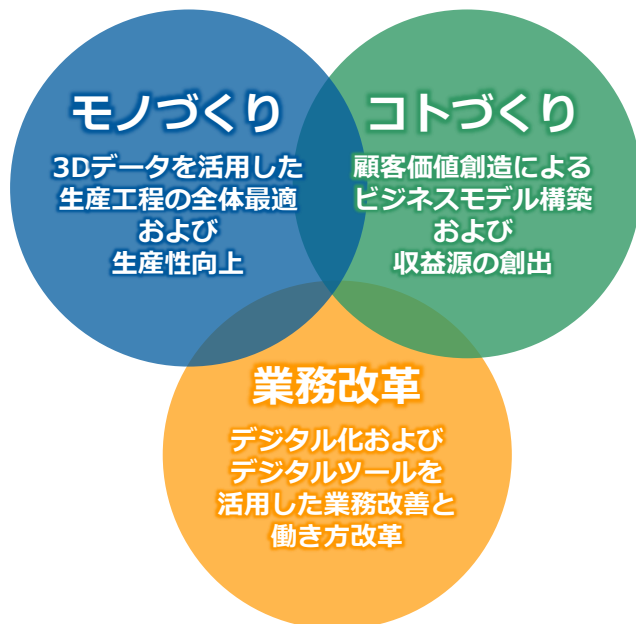 モノづくり
3Dデータを活用した
生産工程の全体最適
および
生産性向上
コトづくり
顧客価値創造による
ビジネスモデル構築
および
収益源の創出
業務改革
デジタル化および
デジタルツールを
活用した業務改善と
働き方改革